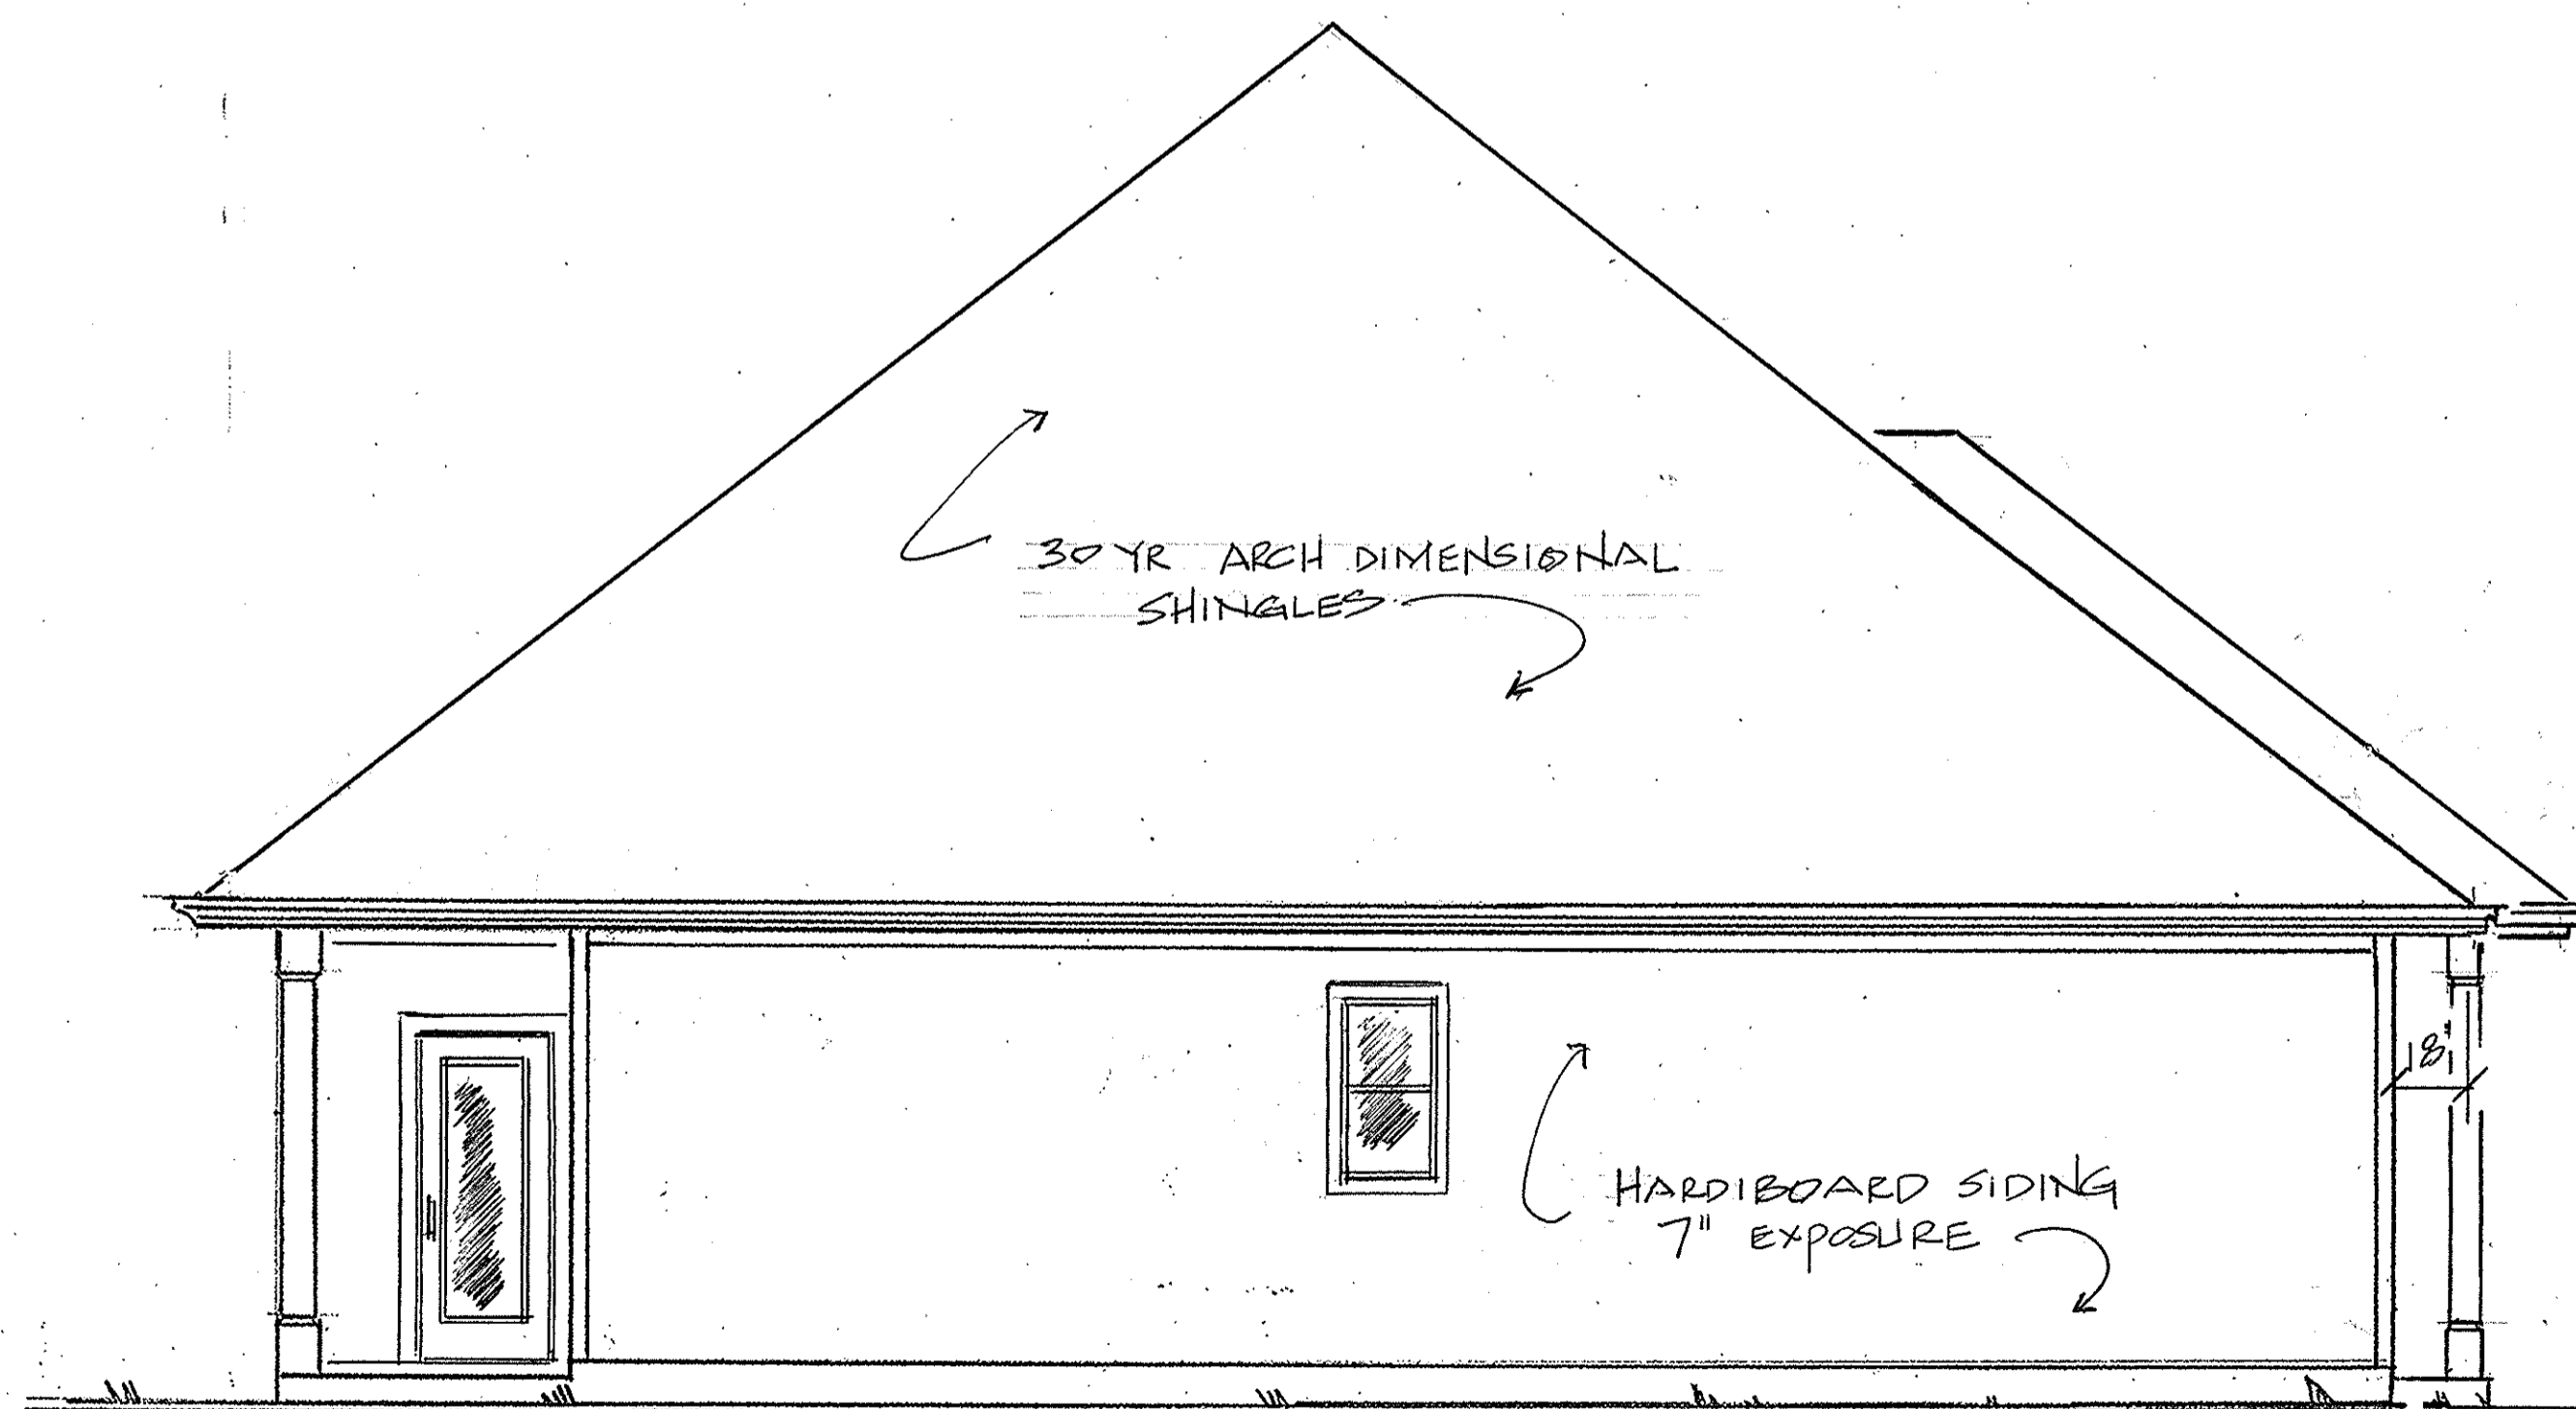 30 YR ARCH DIMENSIONAL
SHINGLES
18"
HARDIBOARD SIDING
7" EXPOSURE